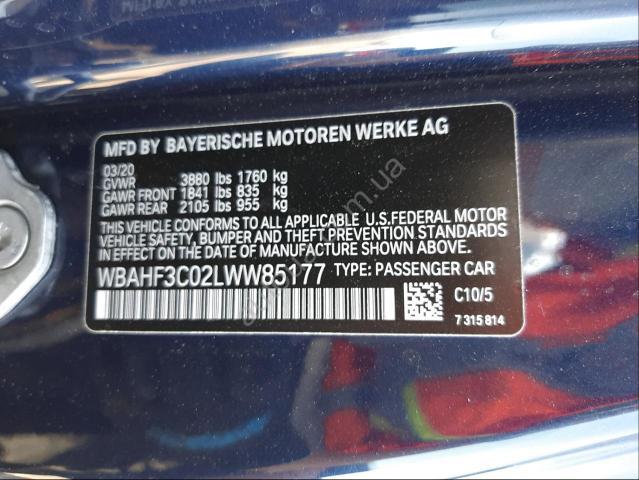 MFD BY BAYERISCHE MOTOREN WERKE AG
03/20
GVWR 3880 lbs 1760 kg
GAWR FRONT 1841 lbs 835 kg
GAWR REAR 2105 lbs 955 kg
THIS VEHICLE CONFORMS TO ALL APPLICABLE U.S.FEDERAL MOTOR
VEHICLE SAFETY, BUMPER, AND THEFT PREVENTION STANDARDS
IN EFFECT ON THE DATE OF MANUFACTURE SHOWN ABOVE.
WBAHF3C02LWW85177 TYPE: PASSENGER CAR
C10/5
7 315 814